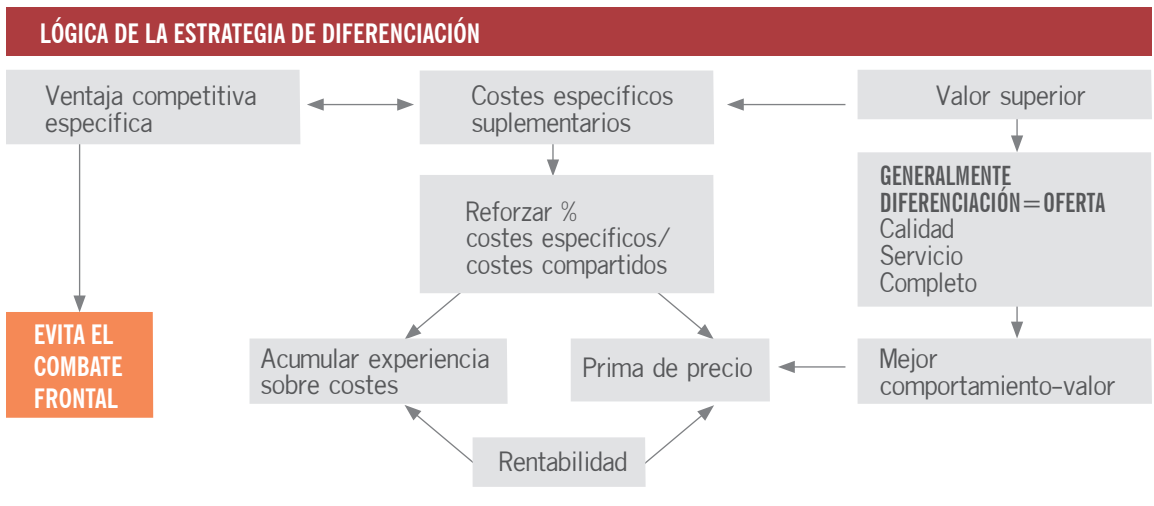 LÓGICA DE LA ESTRATEGIA DE DIFERENCIACIÓN
Ventaja competitiva
específica
Costes específicos
suplementarios
Valor superior
GENERALMENTE
DIFERENCIACIÓN=OFERTA
Calidad
Servicio
Completo
Reforzar %
costes específicos/
costes compartidos
EVITA EL
COMBATE
FRONTAL
Acumular experiencia
sobre costes
Prima de precio
Mejor
comportamiento-valor
Rentabilidad